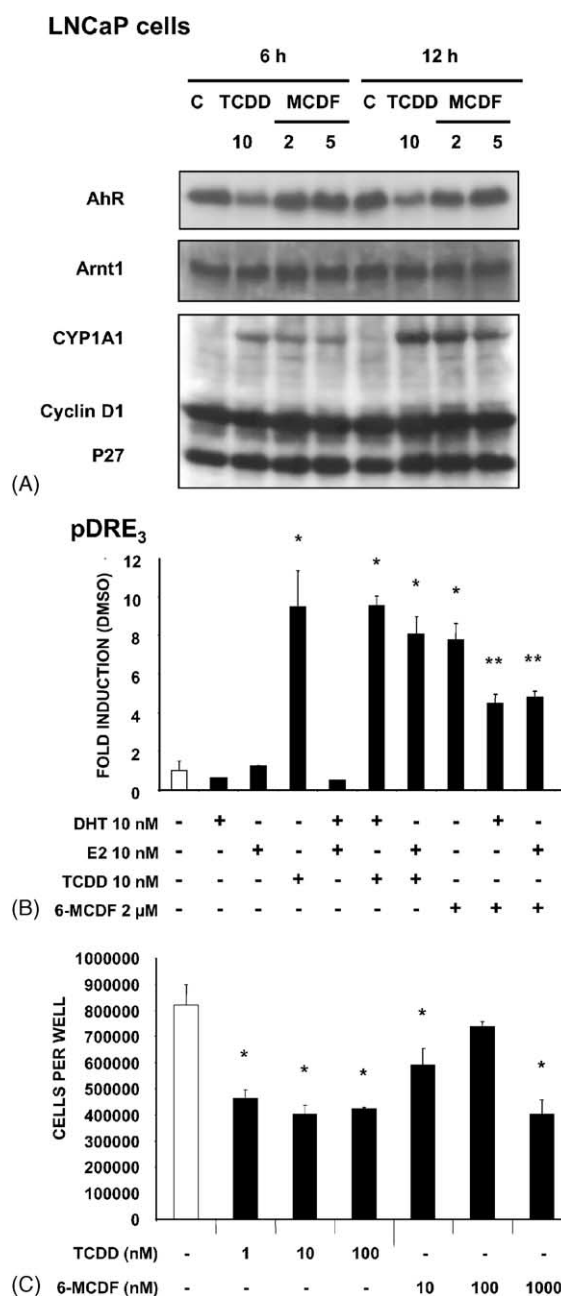 LNCaP cells
6 h 12 h
C TCDD MCDF C TCDD MCDF
10 2 5 10 2 5
AhR
Arnt1
CYP1A1
Cyclin D1
P27
(A)
pDRE3
FOLD INDUCTION (DMSO)
12
10
8
6
4
2
0
* * * * ** **
DHT 10 nM - + - - + + - - + -
E2 10 nM - - + - + - + - - +
TCDD 10 nM - - - + - + + - - -
(B) 6-MCDF 2 µM - - - - - - - + + +
CELLS PER WELL
1000000
900000
800000
700000
600000
500000
400000
300000
200000
100000
0
* * * * *
TCDD (nM) - 1 10 100 - - -
(C) 6-MCDF (nM) - - - - 10 100 1000